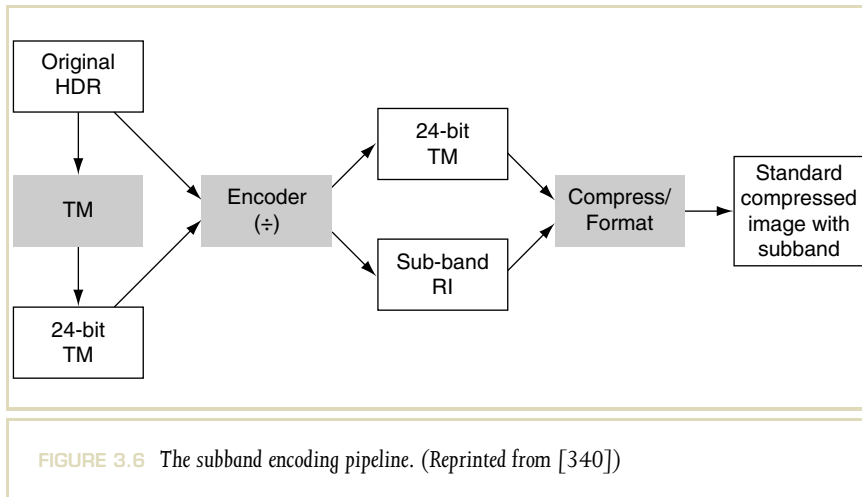 Original
HDR
TM
24-bit
TM
Encoder
(÷)
24-bit
TM
Sub-band
RI
Compress/
Format
Standard
compressed
image with
subband
FIGURE 3.6 The subband encoding pipeline. (Reprinted from [340])